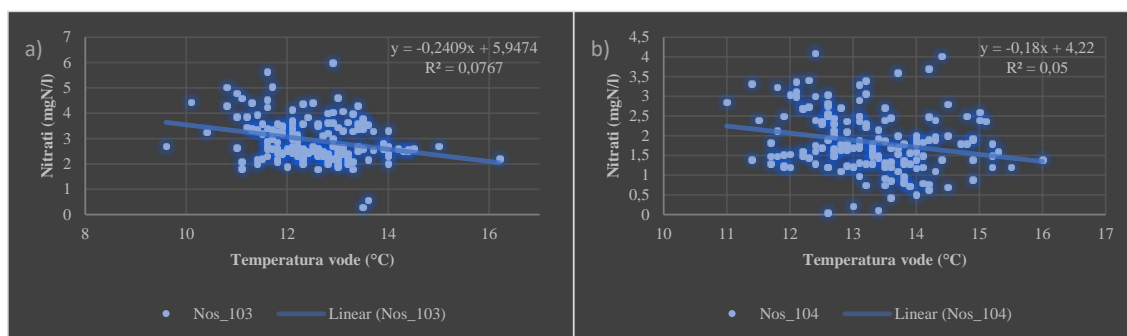 a)
y = -0,2409x + 5,9474
R² = 0,0767
Nitrati (mgN/l)
7
6
5
4
3
2
1
0
8 10 12 14 16
Temperatura vode (°C)
Nos_103 Linear (Nos_103)
b)
y = -0,18x + 4,22
R² = 0,05
Nitrati (mgN/l)
4,5
4
3,5
3
2,5
2
1,5
1
0,5
0
10 11 12 13 14 15 16 17
Temperatura vode (°C)
Nos_104 Linear (Nos_104)